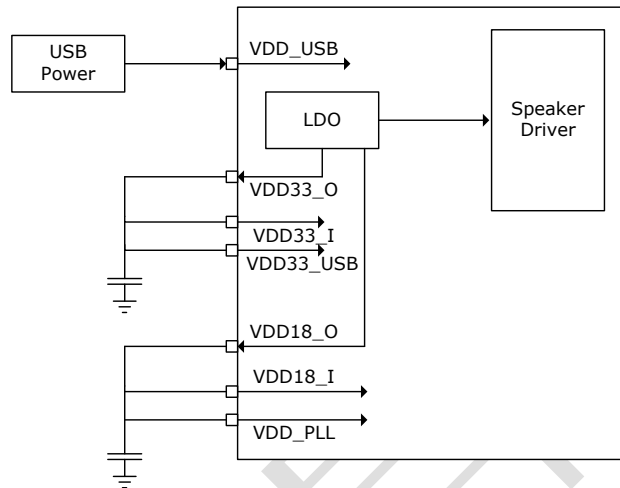 USB
Power
VDD_USB
LDO
Speaker
Driver
VDD33_O
VDD33_I
VDD33_USB
VDD18_O
VDD18_I
VDD_PLL